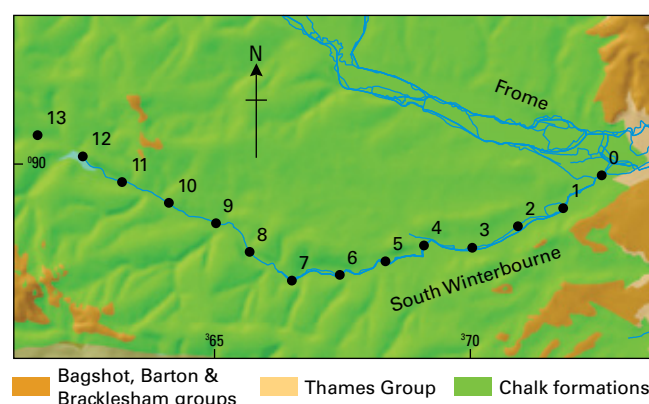 N
Frome
13
12
⁰90
11
10
9
8
7
6
5
4
3
2
1
0
South Winterbourne
³65
³70
Bagshot, Barton &
Bracklesham groups
Thames Group
Chalk formations